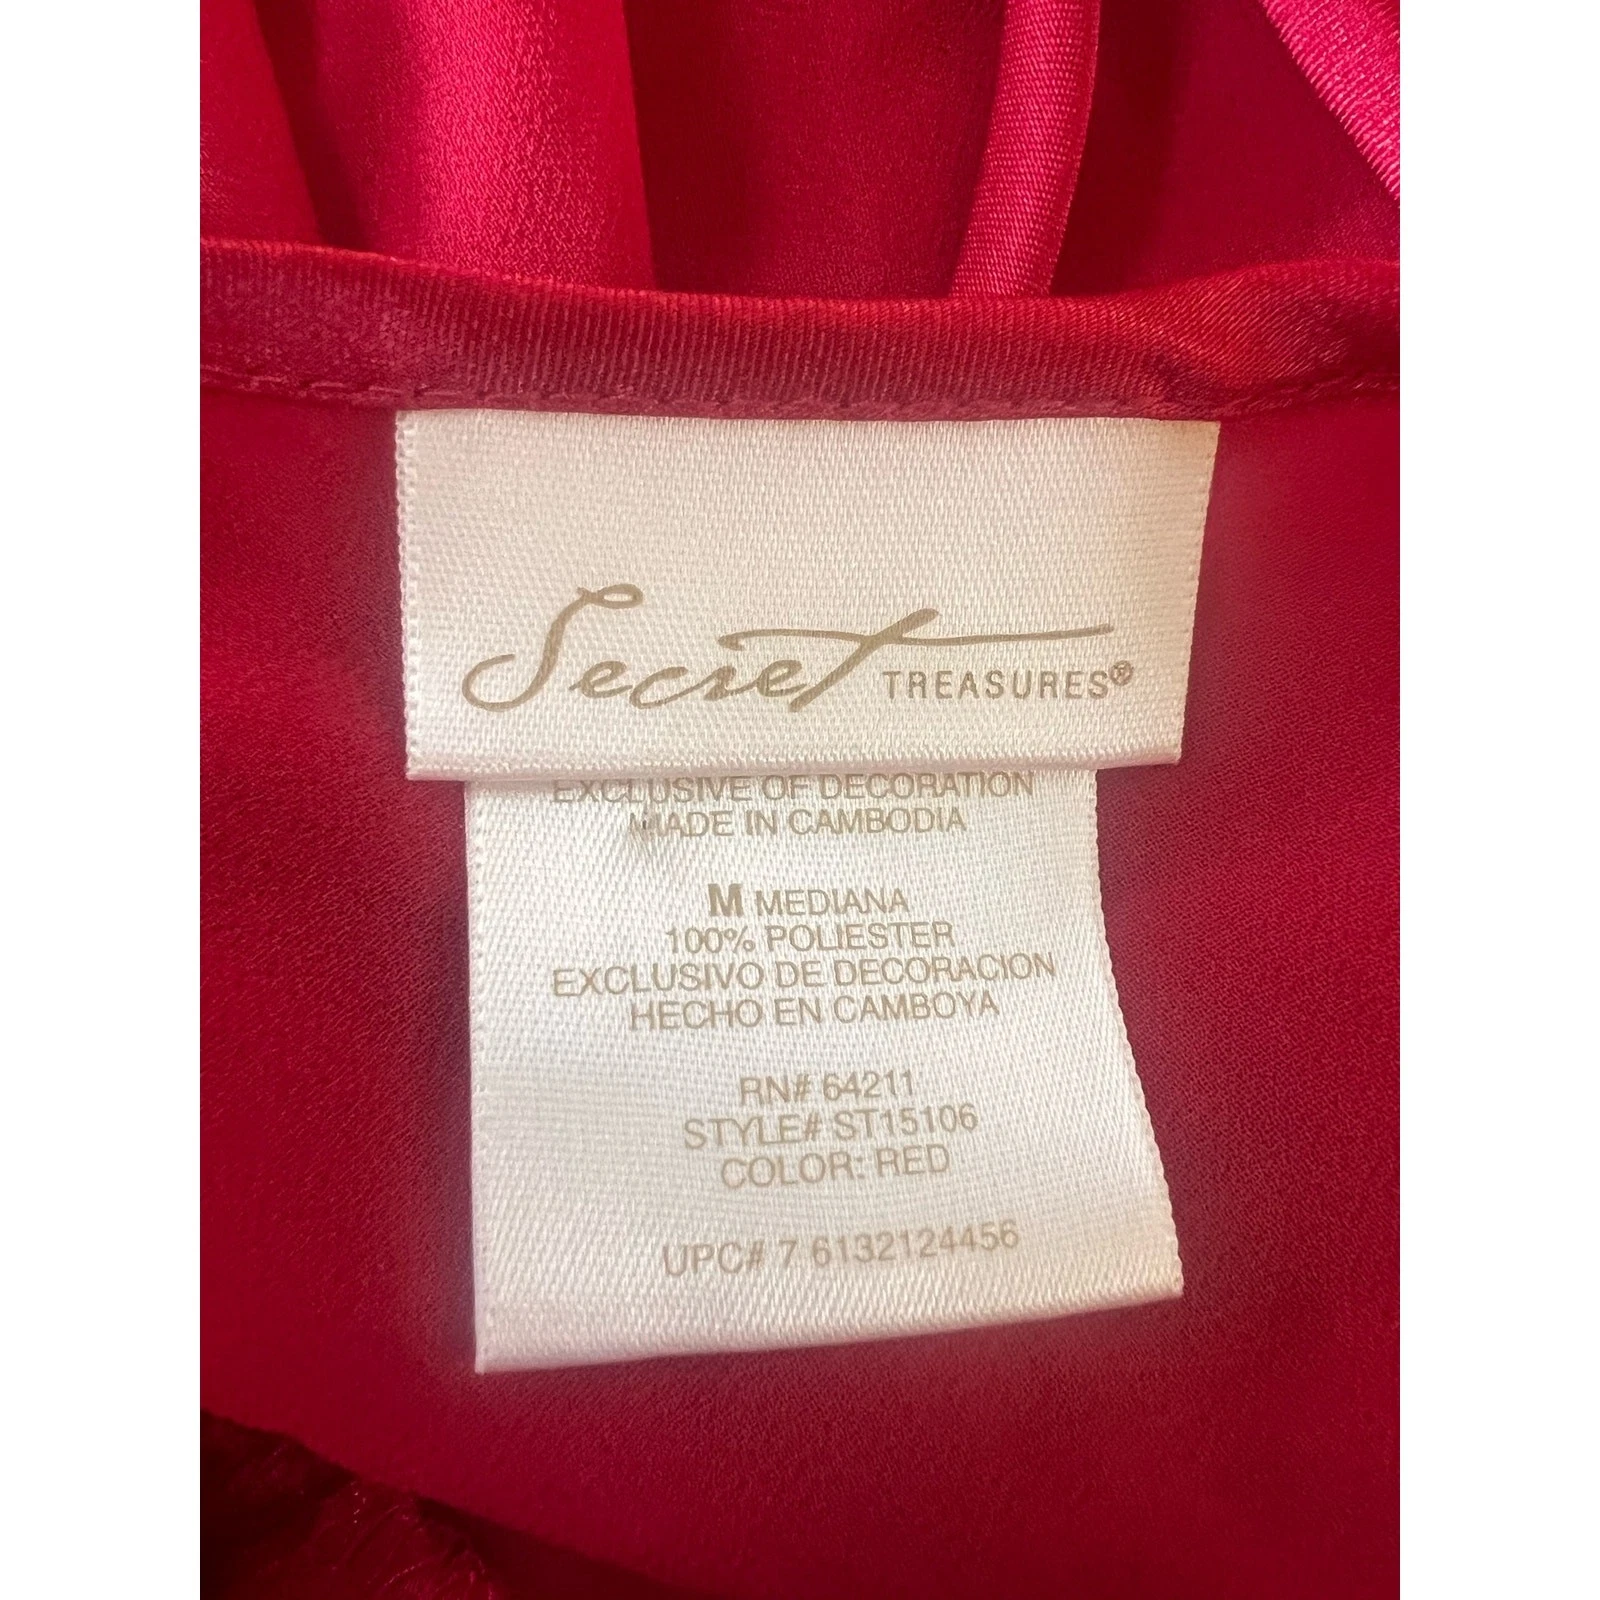 Secret TREASURES®
EXCLUSIVE OF DECORATION
MADE IN CAMBODIA
M MEDIANA
100% POLIESTER
EXCLUSIVO DE DECORACION
HECHO EN CAMBOYA
RN# 64211
STYLE# ST15106
COLOR: RED
UPC# 7 6132124456